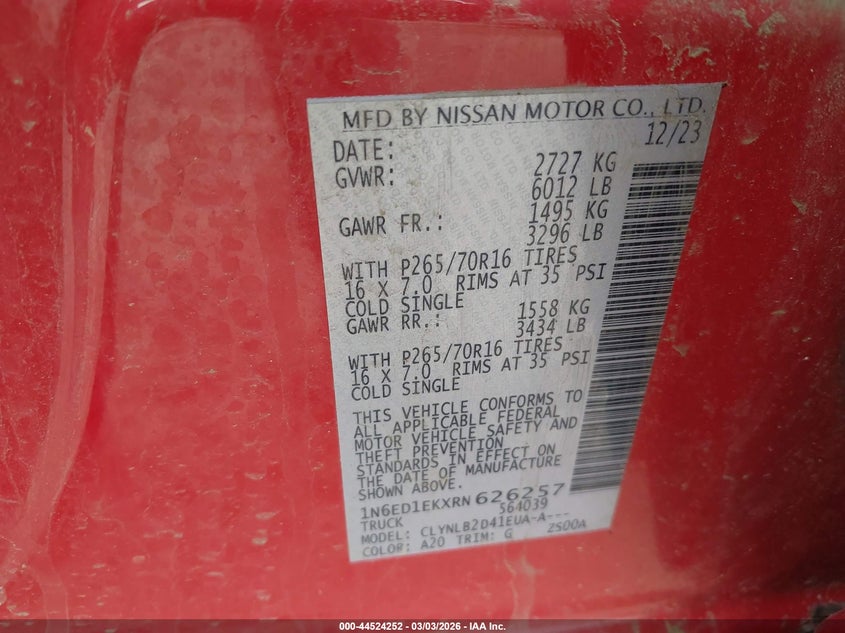 MFD BY NISSAN MOTOR CO., LTD.
DATE: 12/23
GVWR: 2727 KG
6012 LB
GAWR FR.: 1495 KG
3296 LB
WITH P265/70R16 TIRES
16 X 7.0 RIMS AT 35 PSI
COLD SINGLE
GAWR RR.: 1558 KG
3434 LB
WITH P265/70R16 TIRES
16 X 7.0 RIMS AT 35 PSI
COLD SINGLE
THIS VEHICLE CONFORMS TO
ALL APPLICABLE FEDERAL
MOTOR VEHICLE SAFETY AND
THEFT PREVENTION
STANDARDS IN EFFECT ON
THE DATE OF MANUFACTURE
SHOWN ABOVE.
1N6ED1EKXRN626257
TRUCK 564039
MODEL: CLYNLB2D41EUA-A---
COLOR: A20 TRIM: G 2S00A
000-44524252 - 03/03/2026 - IAA Inc.